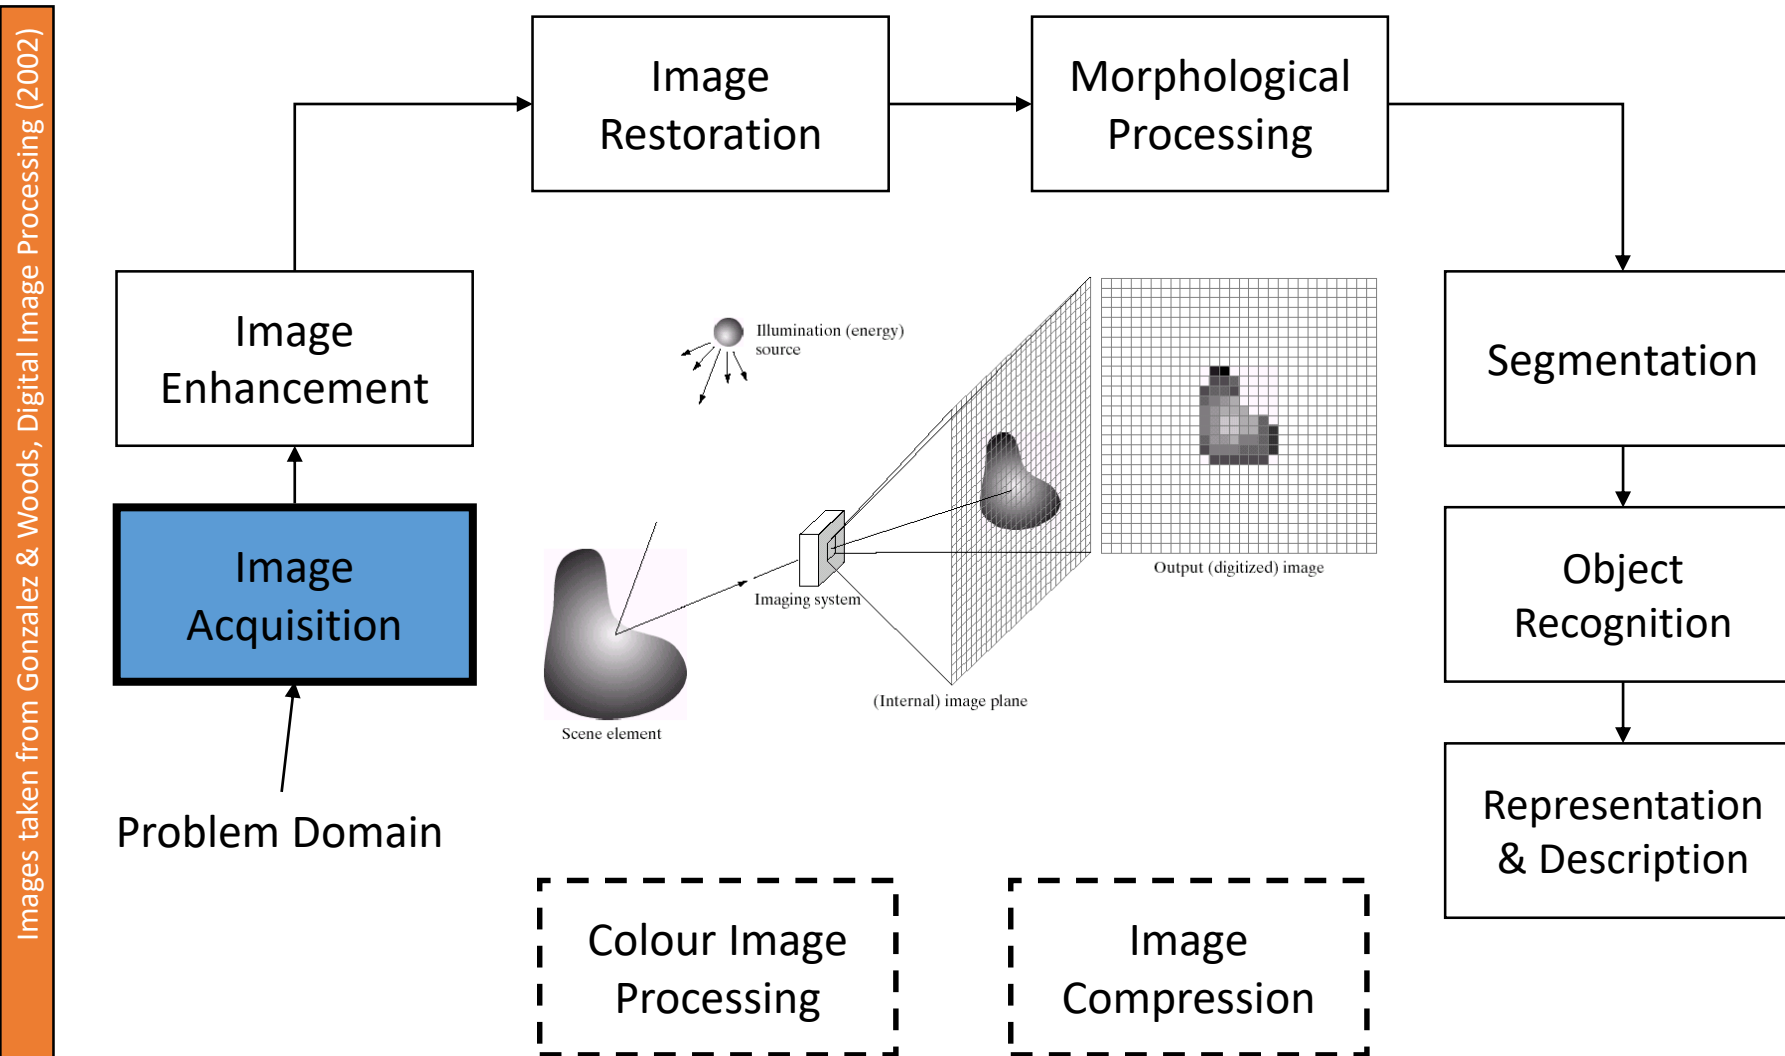 Images taken from Gonzalez & Woods, Digital Image Processing (2002)
Image
Restoration
Morphological
Processing
Image
Enhancement
Illumination (energy)
source
Segmentation
Image
Acquisition
Imaging system
Output (digitized) image
Object
Recognition
(Internal) image plane
Scene element
Problem Domain
Representation
& Description
Colour Image
Processing
Image
Compression